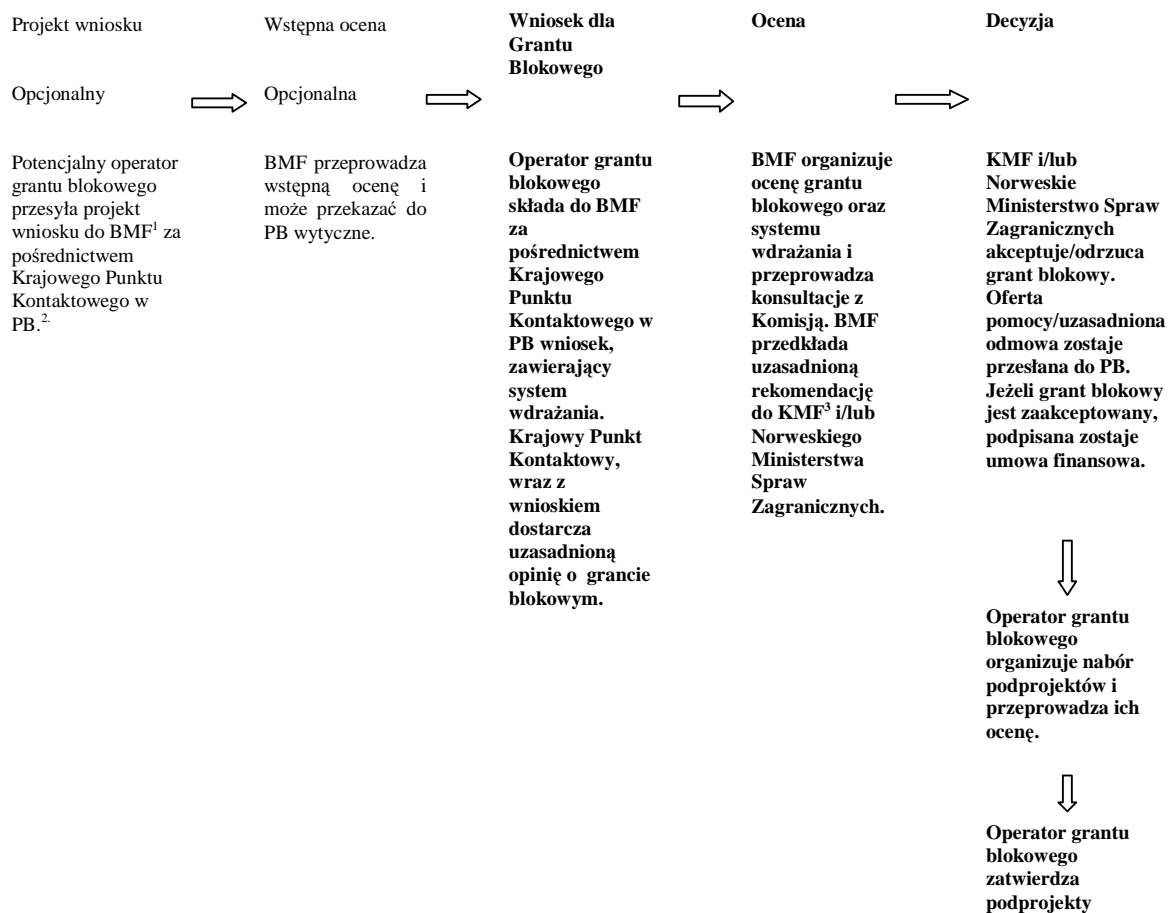 Projekt wniosku
Opcjonalny
Potencjalny operator
grantu blokowego
przesyła projekt
wniosku do BMF1 za
pośrednictwem
Krajowego Punktu
Kontaktowego w
PB.2.
Wstępna ocena
Opcjonalna
BMF przeprowadza
wstępną ocenę i
może przekazać do
PB wytyczne.
Wniosek dla
Grantu
Blokowego
Operator grantu
blokowego
składa do BMF
za
pośrednictwem
Krajowego
Punktu
Kontaktowego w
PB wniosek,
zawierający
system
wdrażania.
Krajowy Punkt
Kontaktowy,
wraz z
wnioskiem
dostarcza
uzasadnioną
opinię o grancie
blokowym.
Ocena
BMF organizuje
ocenę grantu
blokowego oraz
systemu
wdrażania i
przeprowadza
konsultacje z
Komisją. BMF
przedkłada
uzasadnioną
rekomendację
do KMF3 i/lub
Norweskiego
Ministerstwa
Spraw
Zagranicznych.
Decyzja
KMF i/lub
Norweskie
Ministerstwo Spraw
Zagranicznych
akceptuje/odrzuca
grant blokowy.
Oferta
pomocy/uzasadniona
odmowa zostaje
przesłana do PB.
Jeżeli grant blokowy
jest zaakceptowany,
podpisana zostaje
umowa finansowa.
Operator grantu
blokowego
organizuje nabór
podprojektów i
przeprowadza ich
ocenę.
Operator grantu
blokowego
zatwierdza
podprojekty